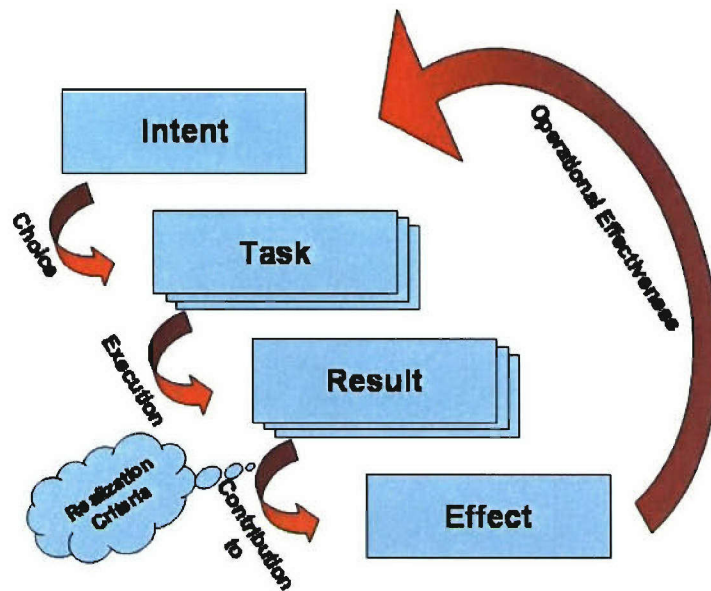 Intent
Choice
Task
Execution
Result
Realization
Criteria
Contribution
to
Effect
Operational Effectiveness